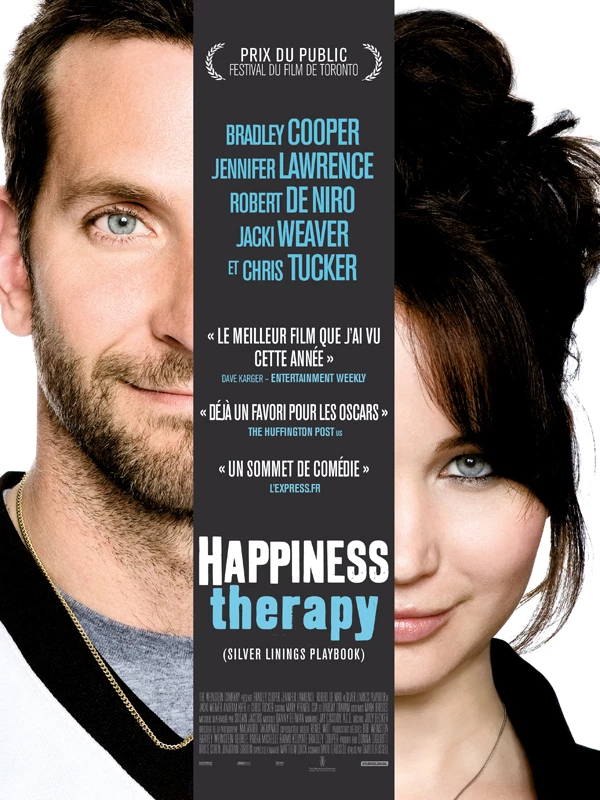 PRIX DU PUBLIC
FESTIVAL DU FILM DE TORONTO
BRADLEY COOPER
JENNIFER LAWRENCE
ROBERT DE NIRO
JACKI WEAVER
ET CHRIS TUCKER
« LE MEILLEUR FILM QUE J'AI VU
CETTE ANNÉE »
DAVE KARGER – ENTERTAINMENT WEEKLY
« DÉJÀ UN FAVORI POUR LES OSCARS »
THE HUFFINGTON POST US
« UN SOMMET DE COMÉDIE »
L'EXPRESS.FR
HAPPINESS
therapy
(SILVER LININGS PLAYBOOK)